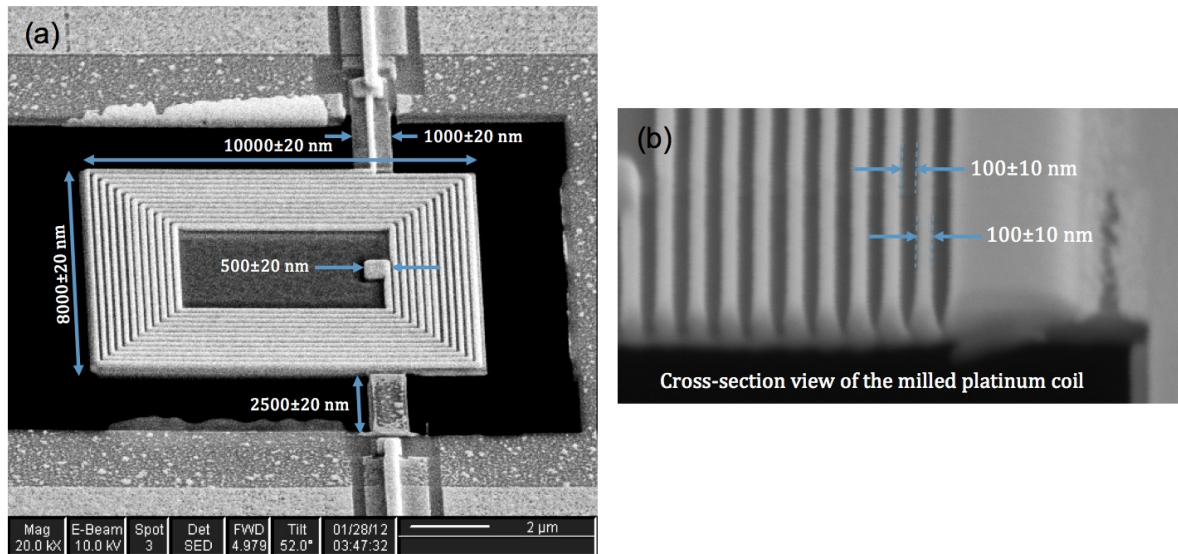 (a)
10000±20 nm
1000±20 nm
8000±20 nm
500±20 nm
2500±20 nm
Mag E-Beam Spot Det FWD Tilt 01/28/12 2 µm
20.0 kX 10.0 kV 3 SED 4.979 52.0° 03:47:32
(b)
100±10 nm
100±10 nm
Cross-section view of the milled platinum coil